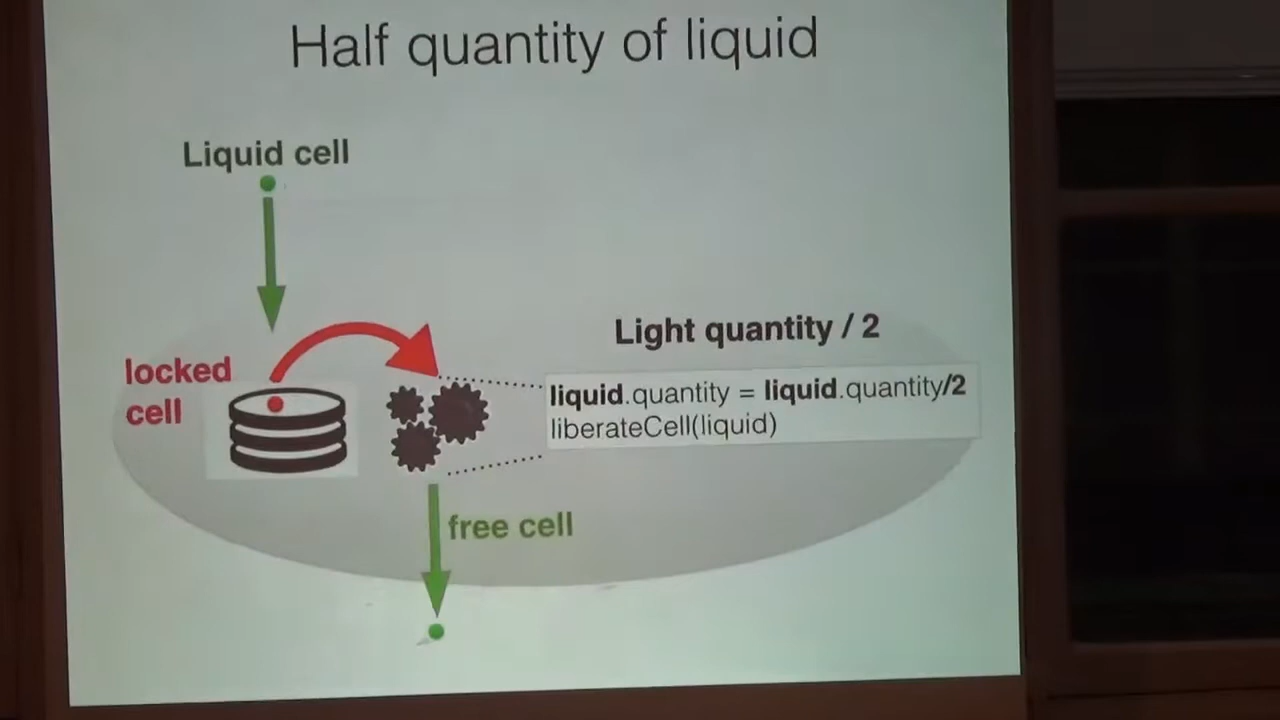 Half quantity of liquid
Liquid cell
locked
cell
Light quantity / 2
liquid.quantity = liquid.quantity/2
liberateCell(liquid)
free cell